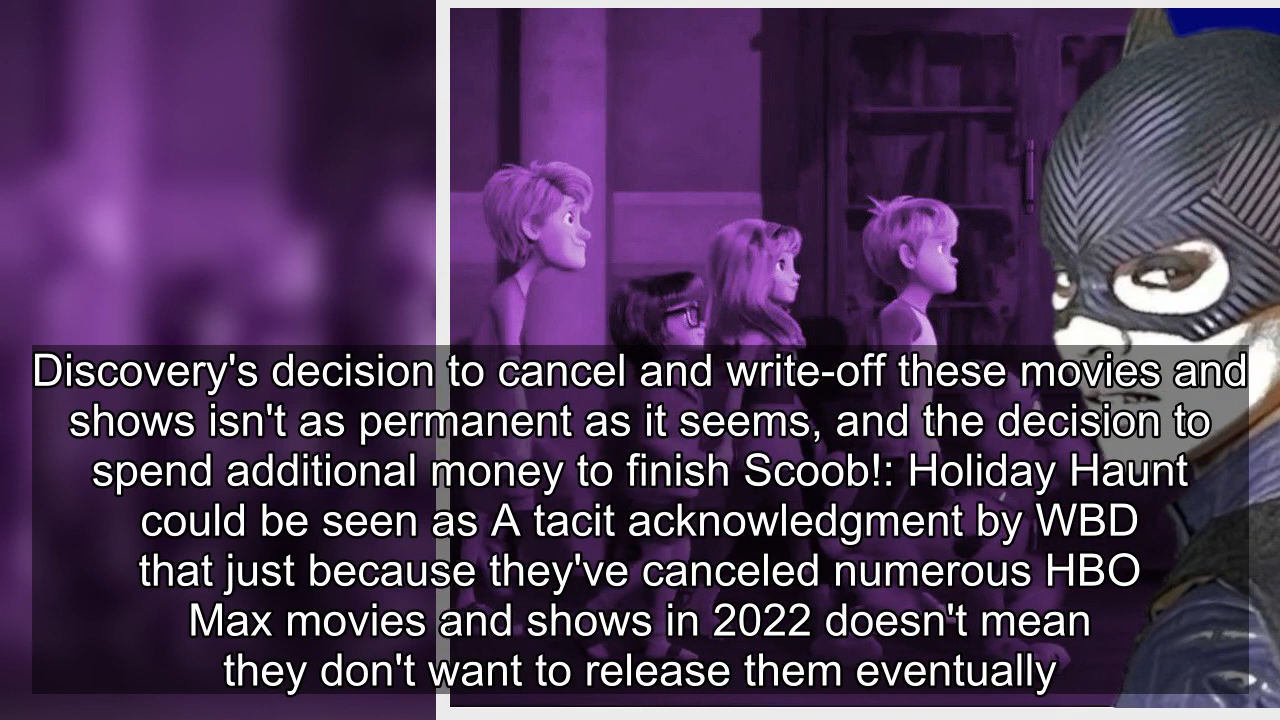 Discovery's decision to cancel and write-off these movies and
shows isn't as permanent as it seems, and the decision to
spend additional money to finish Scoob!: Holiday Haunt
could be seen as A tacit acknowledgment by WBD
that just because they've canceled numerous HBO
Max movies and shows in 2022 doesn't mean
they don't want to release them eventually